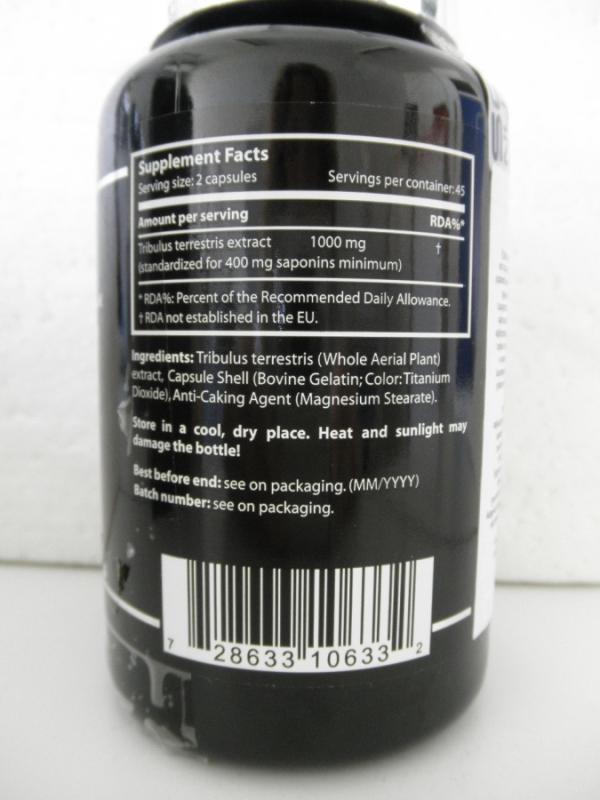 Supplement Facts
Serving size: 2 capsules Servings per container: 45
Amount per serving RDA%*
Tribulus terrestris extract 1000 mg †
(standardized for 400 mg saponins minimum)
* RDA%: Percent of the Recommended Daily Allowance.
† RDA not established in the EU.
Ingredients: Tribulus terrestris (Whole Aerial Plant)
extract, Capsule Shell (Bovine Gelatin; Color: Titanium
Dioxide), Anti-Caking Agent (Magnesium Stearate).
Store in a cool, dry place. Heat and sunlight may
damage the bottle!
Best before end: see on packaging. (MM/YYYY)
Batch number: see on packaging.
7 28633 10633 2